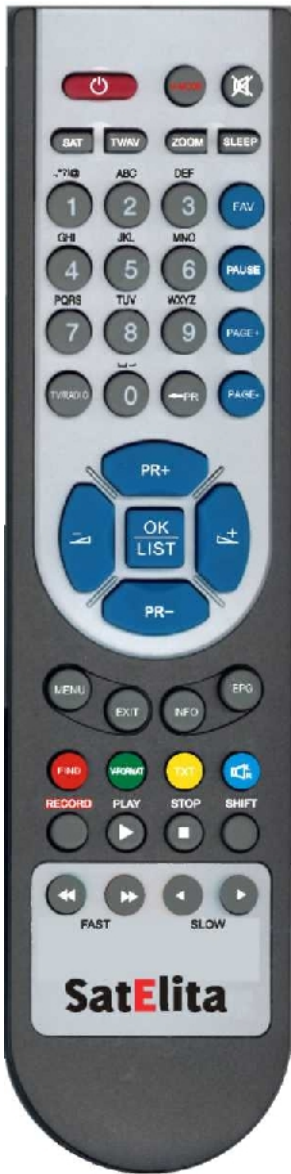 V-MODE
SAT TV/AV ZOOM SLEEP
.,*?!@ ABC DEF
1 2 3 FAV
GHI JKL MNO
4 5 6 PAUSE
PQRS TUV WXYZ
7 8 9 PAGE+
TV/RADIO 0 PR PAGE-
PR+
- OK +
LIST
PR-
MENU EXIT INFO EPG
FIND V-FORMAT TXT
RECORD PLAY STOP SHIFT
FAST SLOW
SatElita